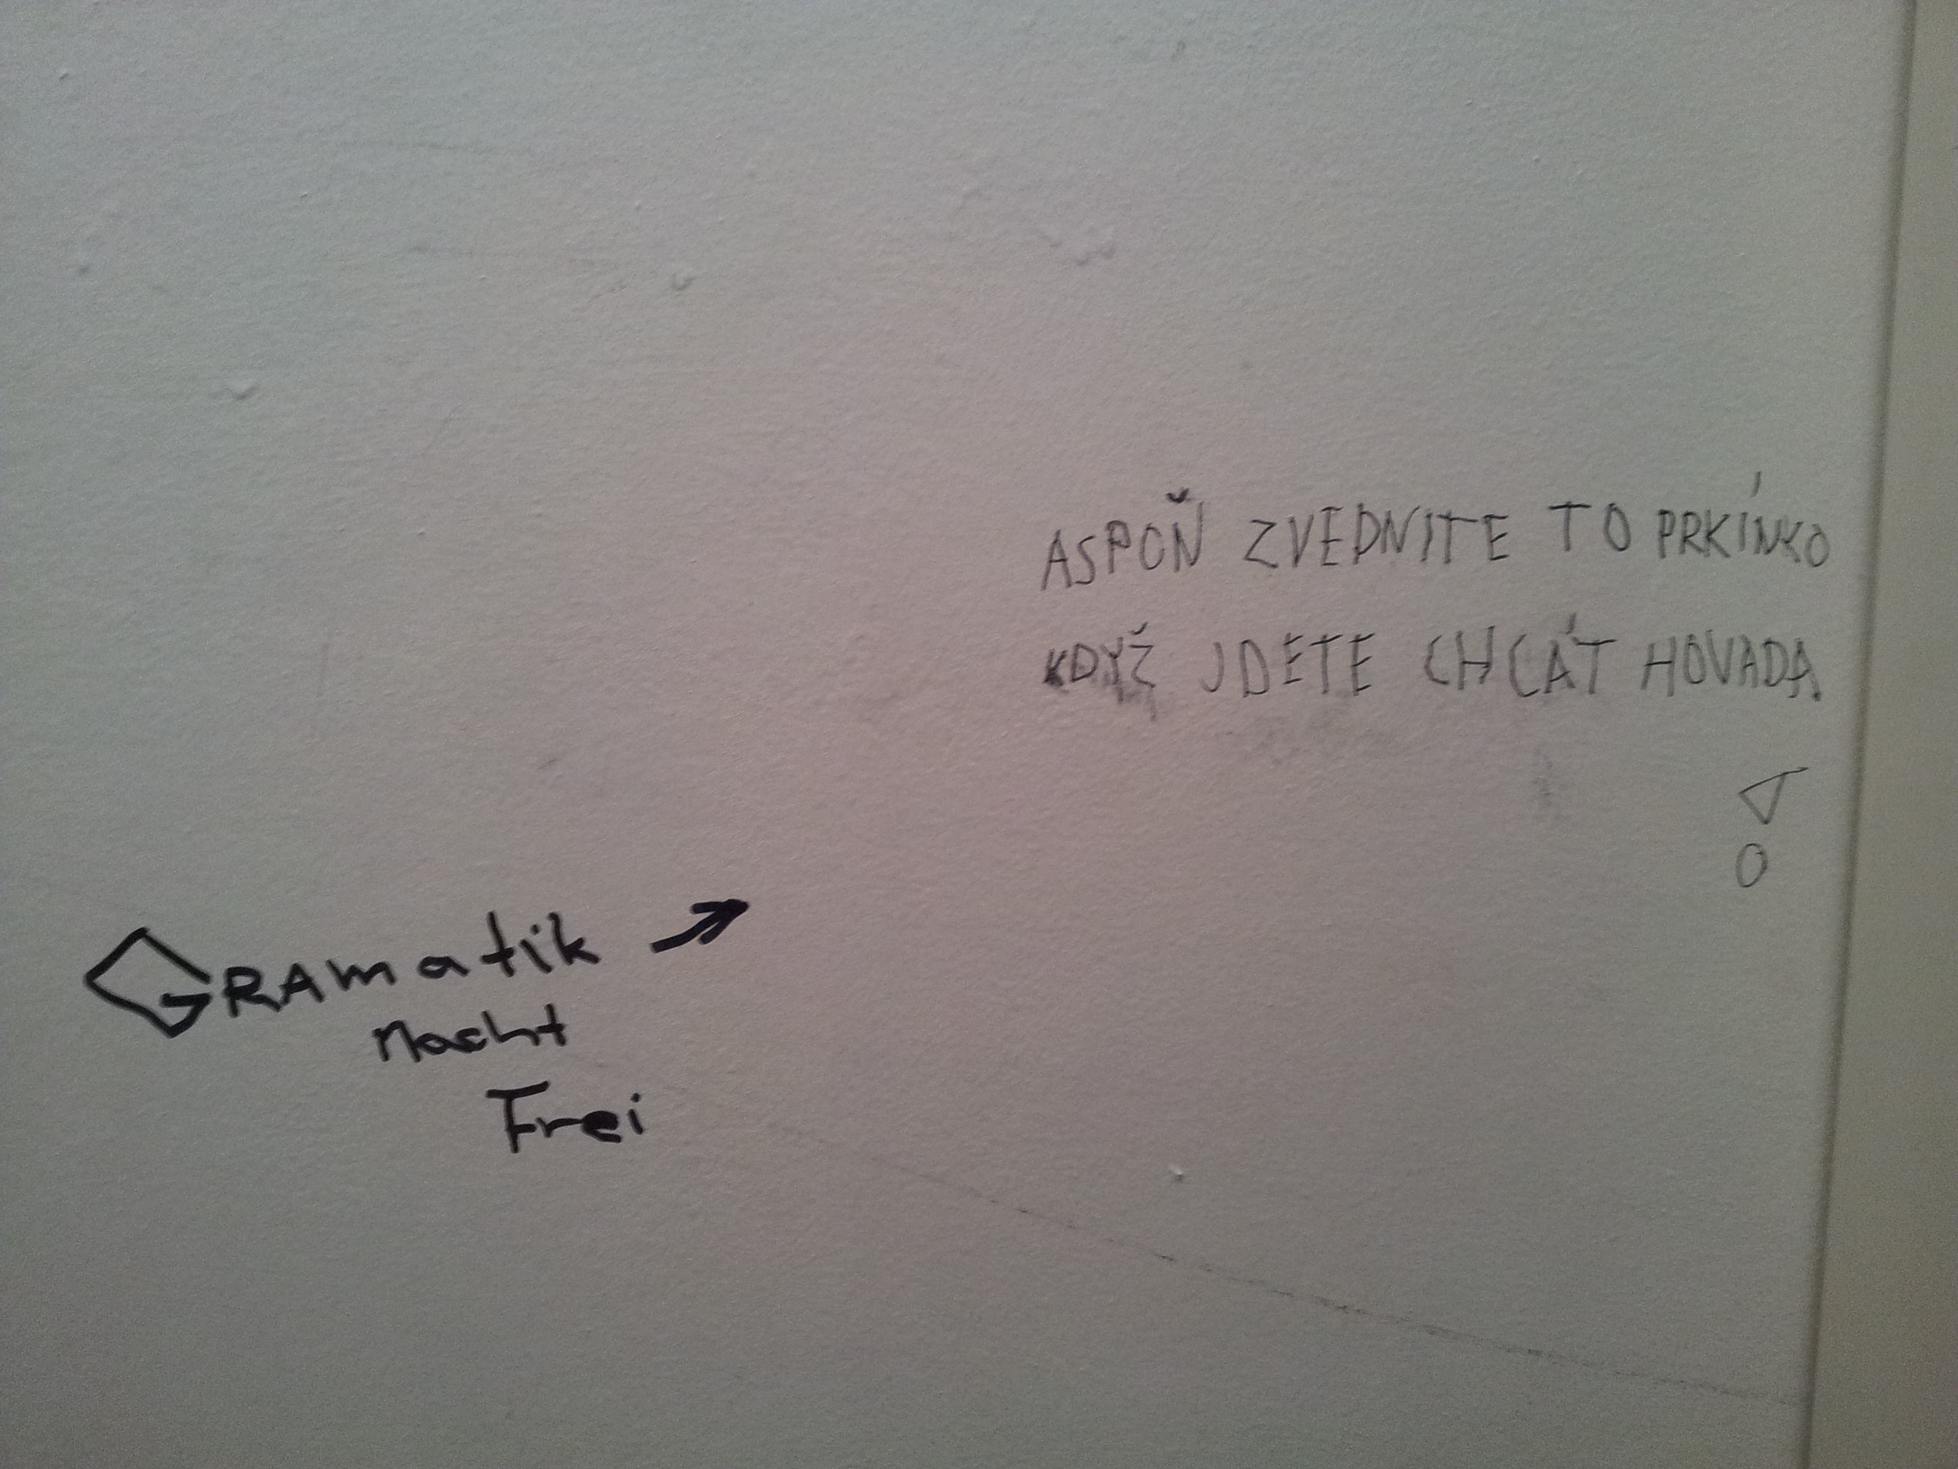 ASPOŇ ZVEDNITE TO PRKÍNKO
KDYŽ JDETE CHCÁT HOVADA
GRAmatik →
macht
Frei